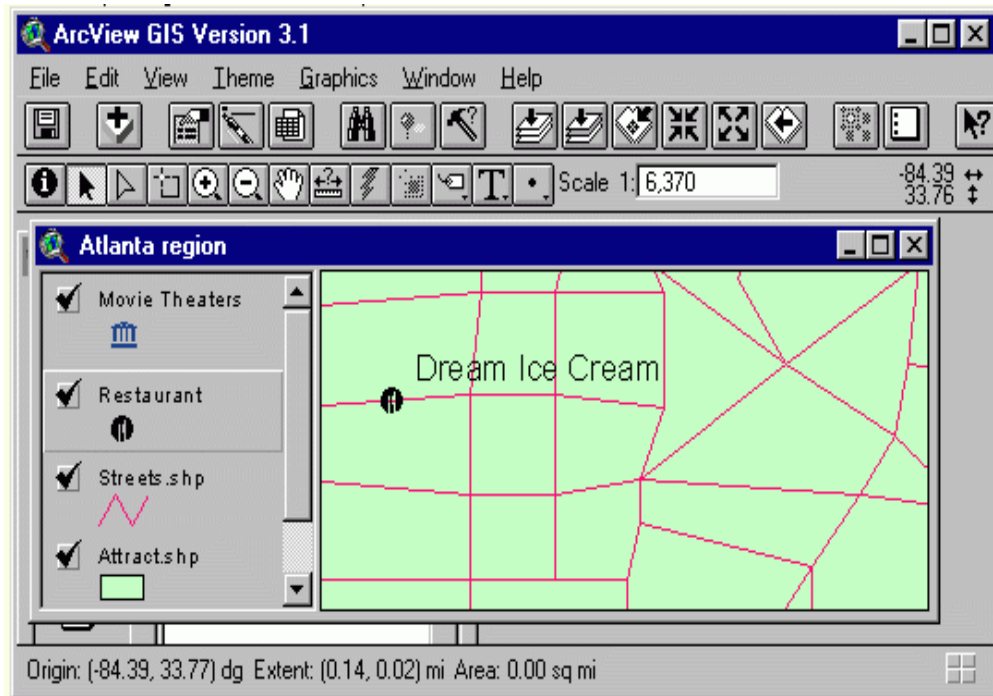 ArcView GIS Version 3.1
File Edit View Theme Graphics Window Help
Scale 1: 6,370
-84.39
33.76
Atlanta region
Movie Theaters
Restaurant
Streets.shp
Attract.shp
Dream Ice Cream
Origin: (-84.39, 33.77) dg Extent: (0.14, 0.02) mi Area: 0.00 sq mi